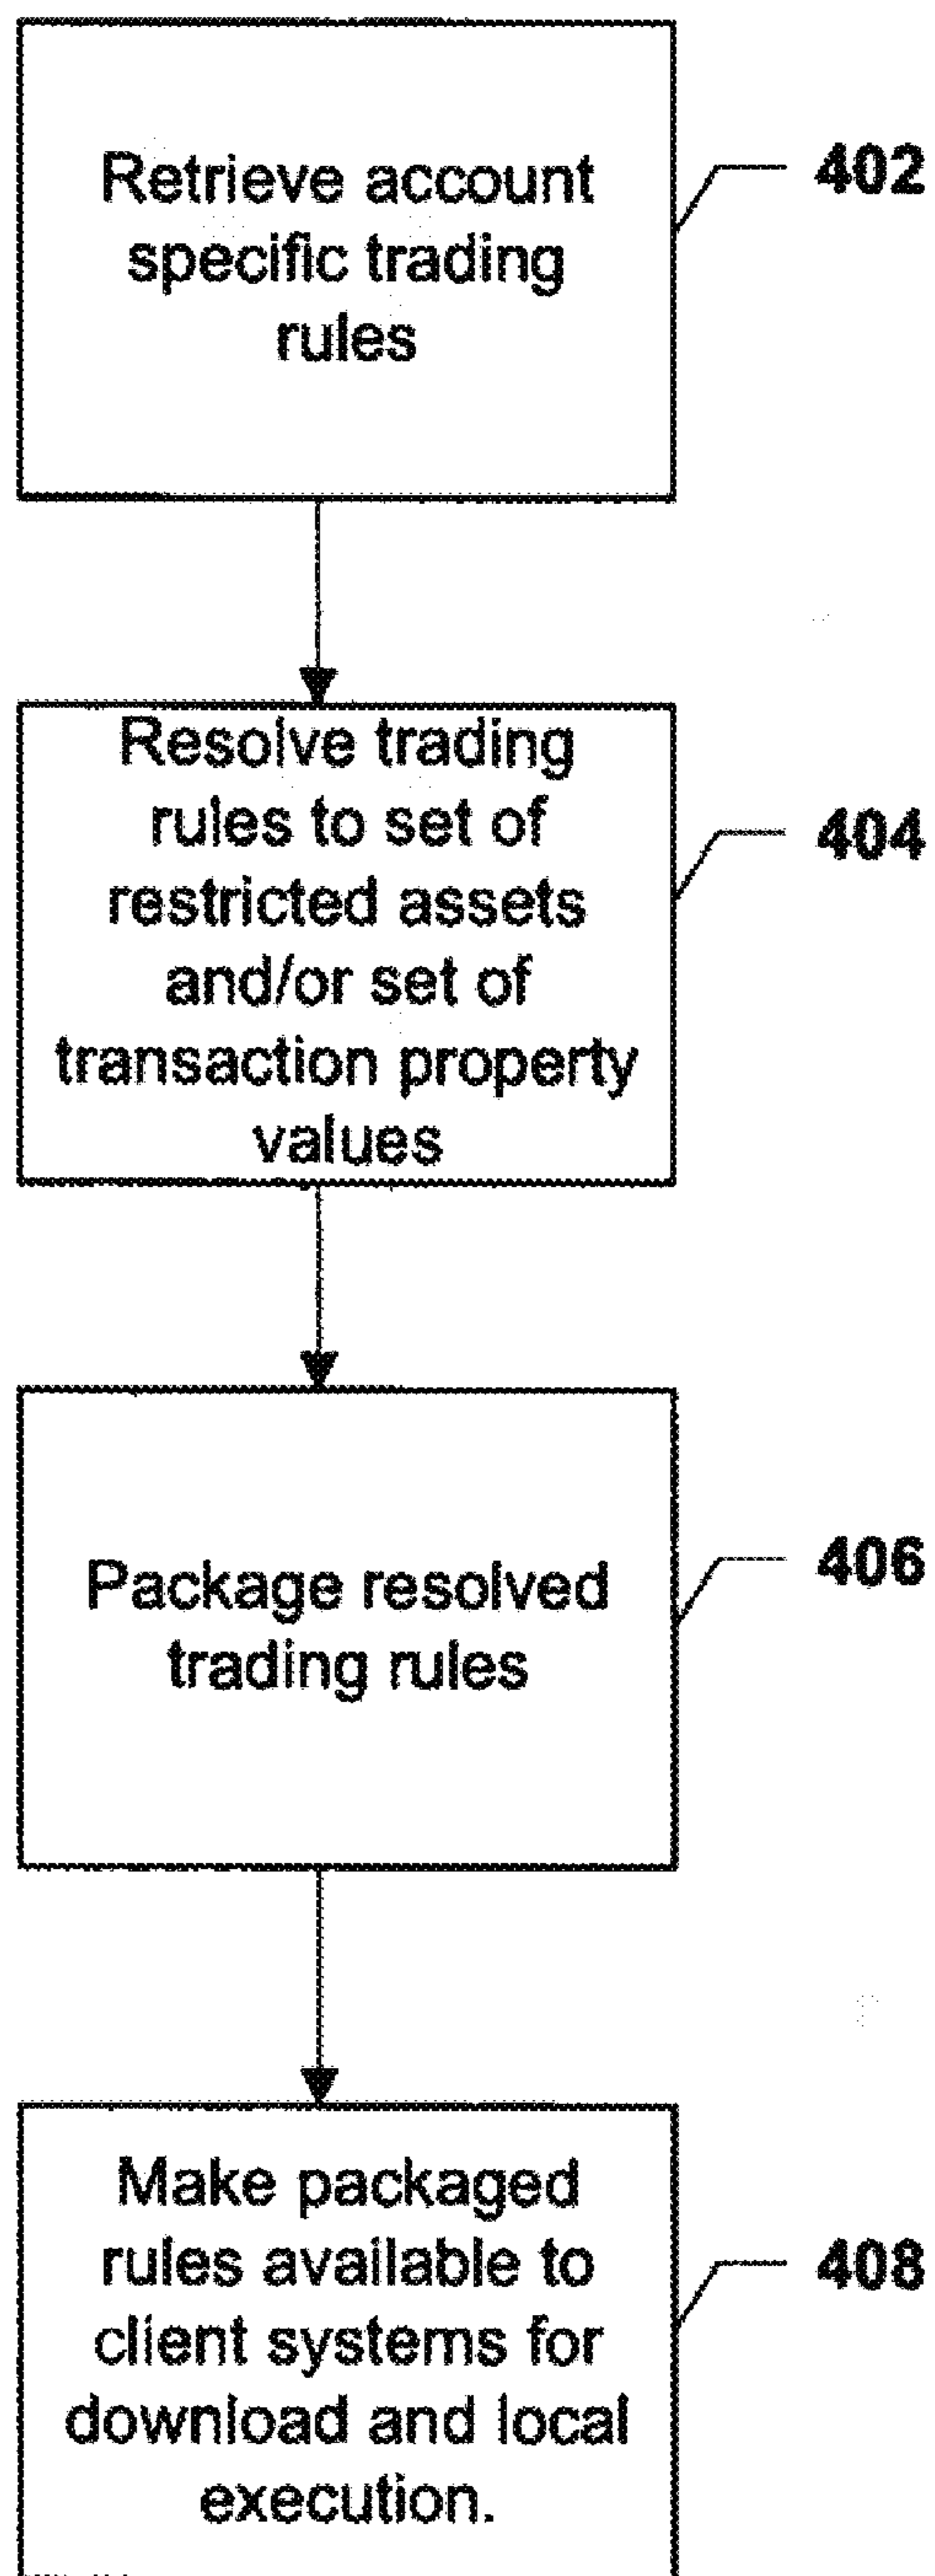 Retrieve account
specific trading
rules
402
Resolve trading
rules to set of
restricted assets
and/or set of
transaction property
values
404
Package resolved
trading rules
406
Make packaged
rules available to
client systems for
download and local
execution.
408